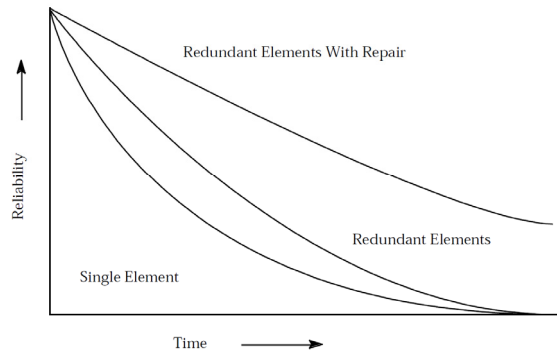 Redundant Elements With Repair
Reliability
Redundant Elements
Single Element
Time